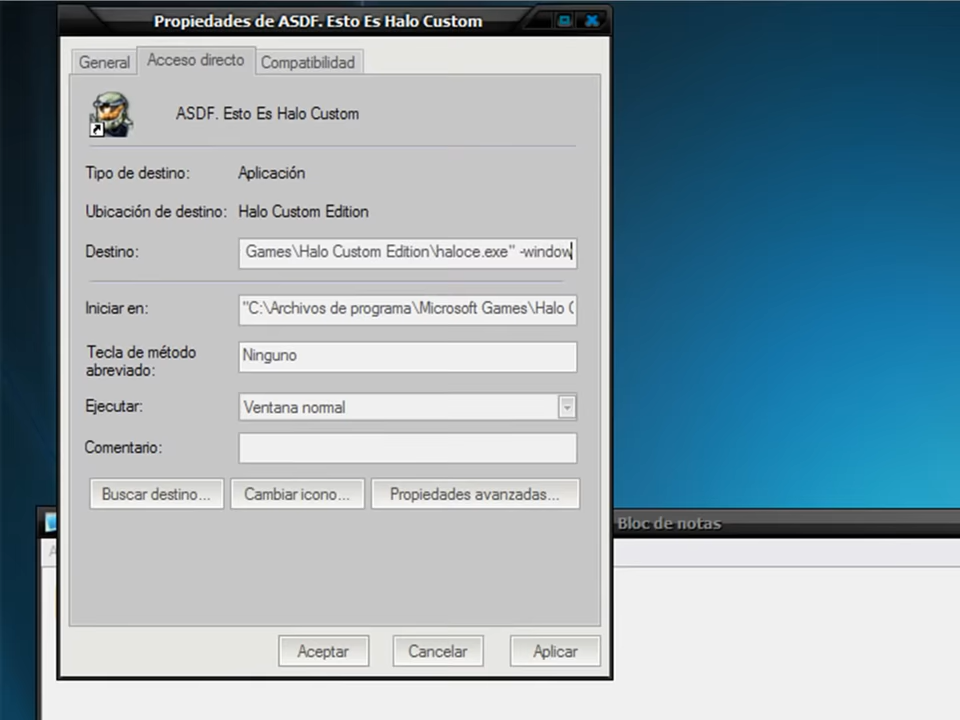 Propiedades de ASDF. Esto Es Halo Custom
General Acceso directo Compatibilidad
ASDF. Esto Es Halo Custom
Tipo de destino: Aplicación
Ubicación de destino: Halo Custom Edition
Destino: Games\Halo Custom Edition\haloce.exe" -window
Iniciar en: "C:\Archivos de programa\Microsoft Games\Halo C
Tecla de método abreviado: Ninguno
Ejecutar: Ventana normal
Comentario:
Buscar destino... Cambiar icono... Propiedades avanzadas...
Bloc de notas
Aceptar Cancelar Aplicar